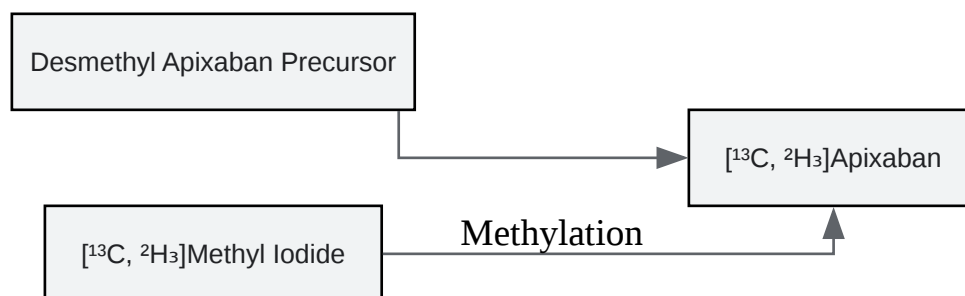 Desmethyl Apixaban Precursor
[¹³C, ²H₃]Apixaban
[¹³C, ²H₃]Methyl Iodide
Methylation